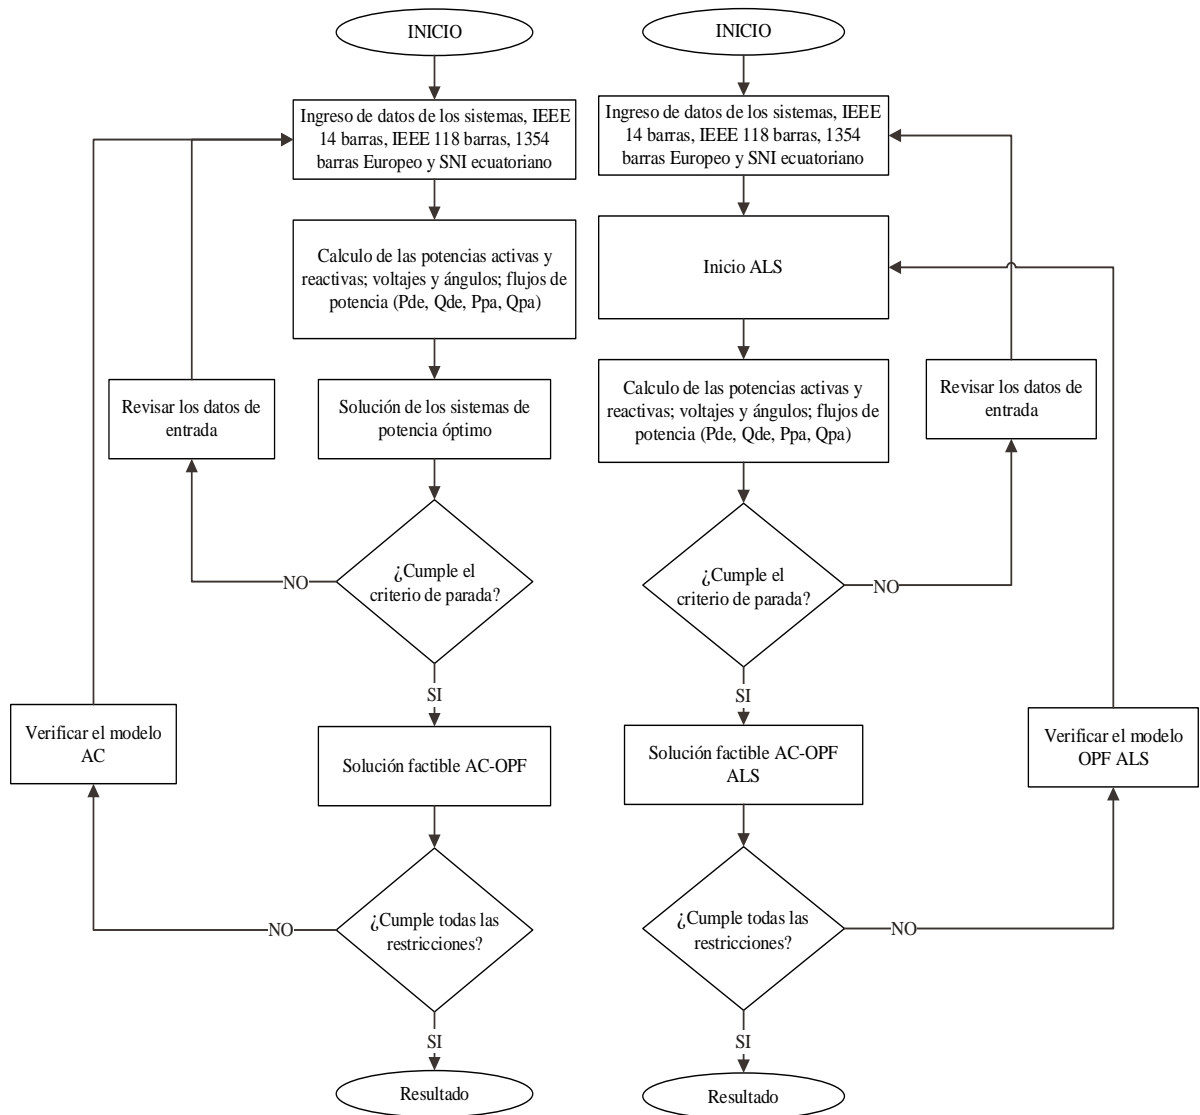 INICIO
Ingreso de datos de los sistemas, IEEE
14 barras, IEEE 118 barras, 1354
barras Europeo y SNI ecuatoriano
Calculo de las potencias activas y
reactivas; voltajes y ángulos; flujos de
potencia (Pde, Qde, Ppa, Qpa)
Revisar los datos de
entrada
Solución de los sistemas de
potencia óptimo
¿Cumple el
criterio de parada?
NO
SI
Verificar el modelo
AC
Solución factible AC-OPF
¿Cumple todas las
restricciones?
NO
SI
Resultado
INICIO
Ingreso de datos de los sistemas, IEEE
14 barras, IEEE 118 barras, 1354
barras Europeo y SNI ecuatoriano
Inicio ALS
Calculo de las potencias activas y
reactivas; voltajes y ángulos; flujos de
potencia (Pde, Qde, Ppa, Qpa)
Revisar los datos de
entrada
¿Cumple el
criterio de parada?
NO
SI
Solución factible AC-OPF
ALS
Verificar el modelo
OPF ALS
¿Cumple todas las
restricciones?
NO
SI
Resultado